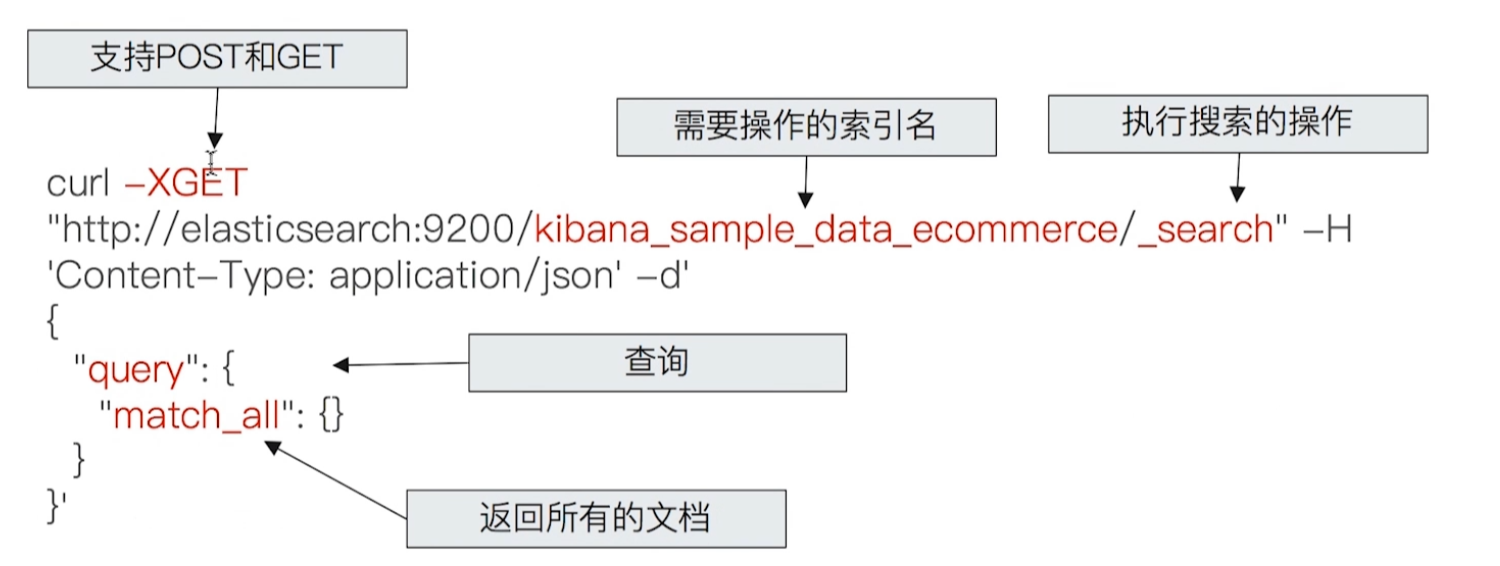 支持POST和GET
需要操作的索引名
执行搜索的操作
curl -XGET
"http://elasticsearch:9200/kibana_sample_data_ecommerce/_search" -H
'Content-Type: application/json' -d'
{
"query": {
查询
"match_all": {}
}
}'
返回所有的文档